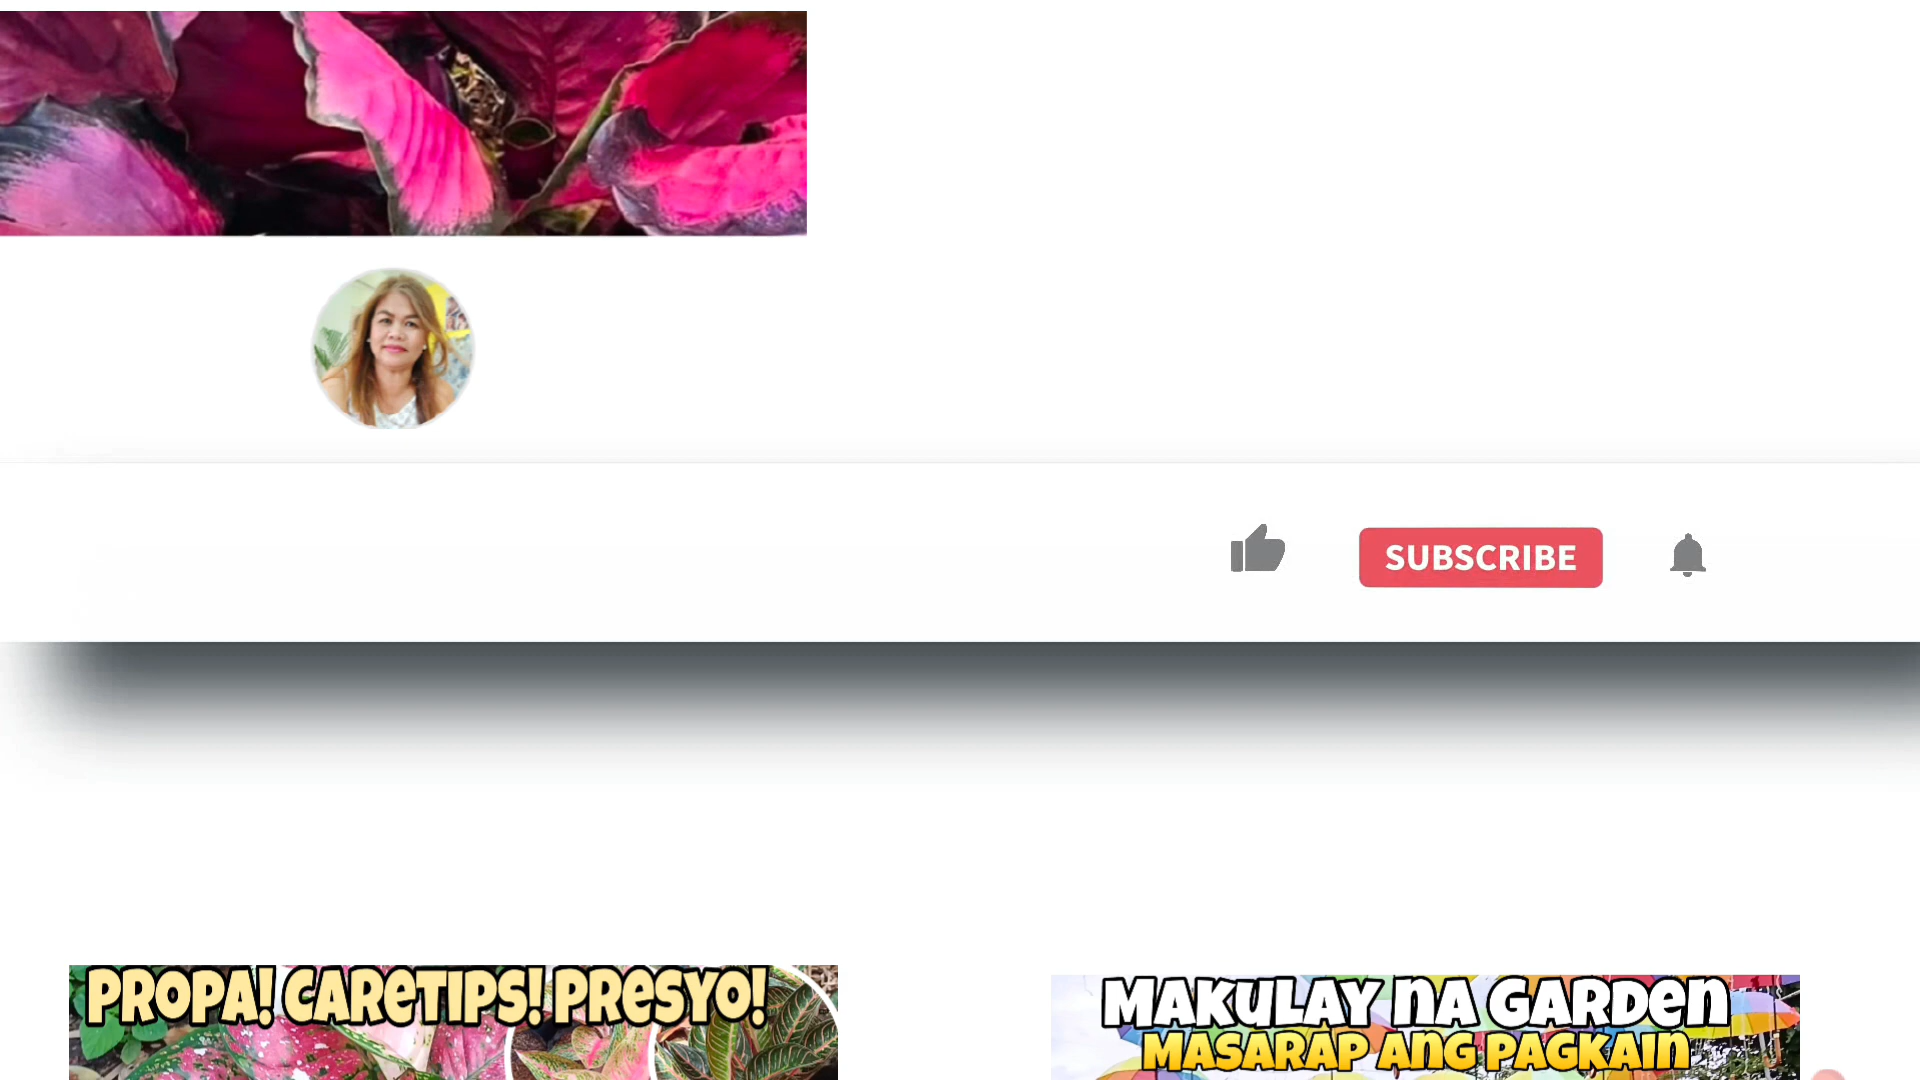 SUBSCRIBE
PROPA! CARETIPS! PRESYO!
MAKULAY NA GARDEN
MASARAP ANG PAGKAIN